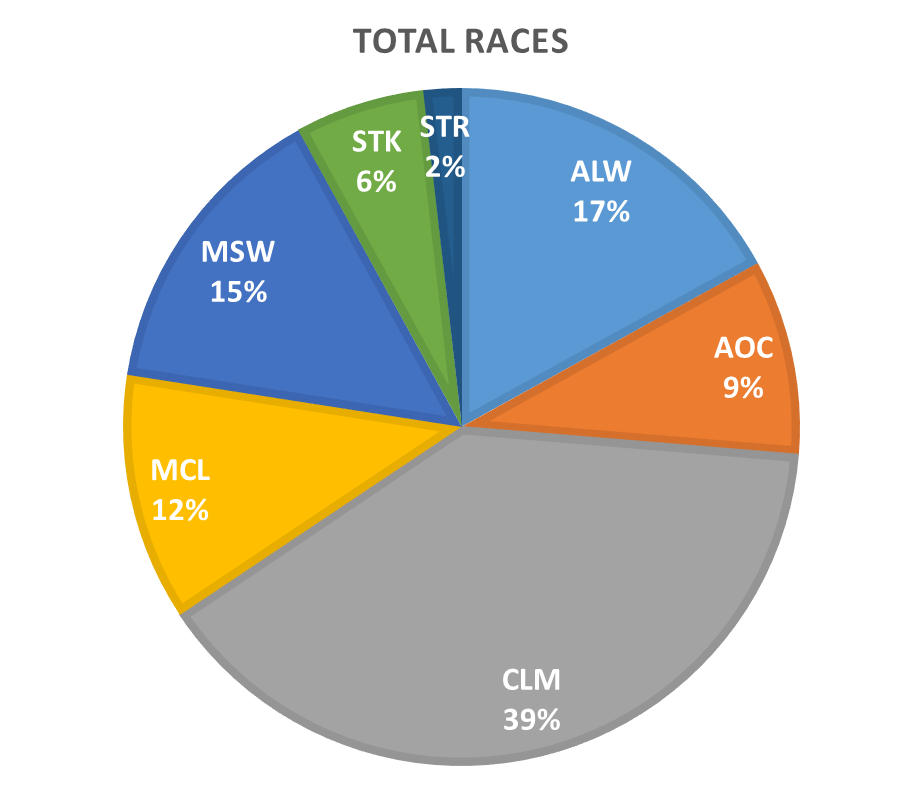 TOTAL RACES
STR
2%
ALW
17%
AOC
9%
CLM
39%
MCL
12%
MSW
15%
STK
6%